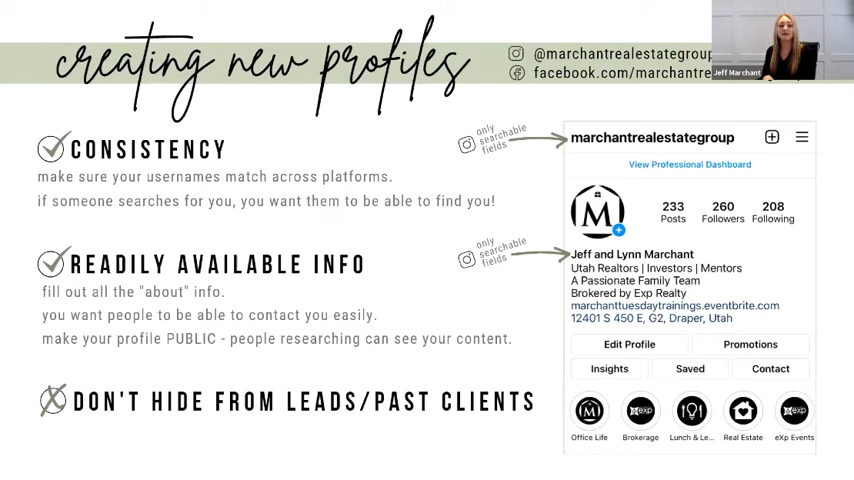 creating new profiles
@marchantrealestategroup
facebook.com/marchantre
Jeff Marchant
CONSISTENCY
make sure your usernames match across platforms.
if someone searches for you, you want them to be able to find you!
READILY AVAILABLE INFO
fill out all the "about" info.
you want people to be able to contact you easily.
make your profile PUBLIC - people researching can see your content.
DON'T HIDE FROM LEADS/PAST CLIENTS
only
searchable
fields
only
searchable
fields
marchantrealestategroup
View Professional Dashboard
M
233 260 208
Posts Followers Following
Jeff and Lynn Marchant
Utah Realtors | Investors | Mentors
A Passionate Family Team
Brokered by Exp Realty
marchanttuesdaytrainings.eventbrite.com
12401 S 450 E, G2, Draper, Utah
Edit Profile Promotions
Insights Saved Contact
M exp exp
Office Life Brokerage Lunch & Le... Real Estate eXp Events